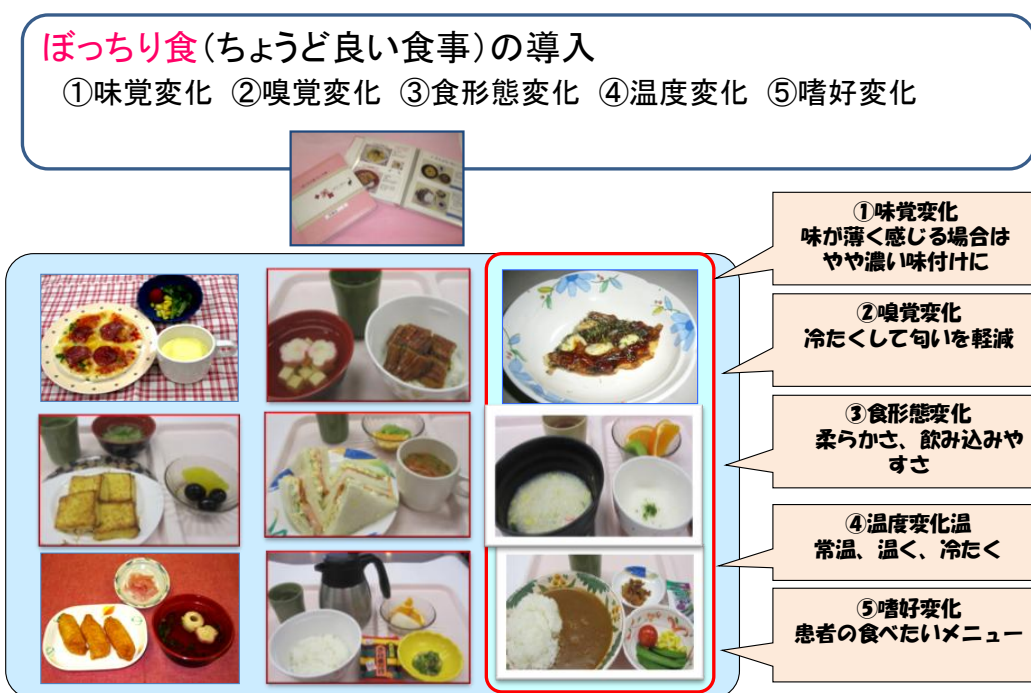 ぼっちり食(ちょうど良い食事)の導入
①味覚変化 ②嗅覚変化 ③食形態変化 ④温度変化 ⑤嗜好変化
①味覚変化
味が薄く感じる場合は
やや濃い味付けに
②嗅覚変化
冷たくして匂いを軽減
③食形態変化
柔らかさ、飲み込みや
すさ
④温度変化温
常温、温く、冷たく
⑤嗜好変化
患者の食べたいメニュー